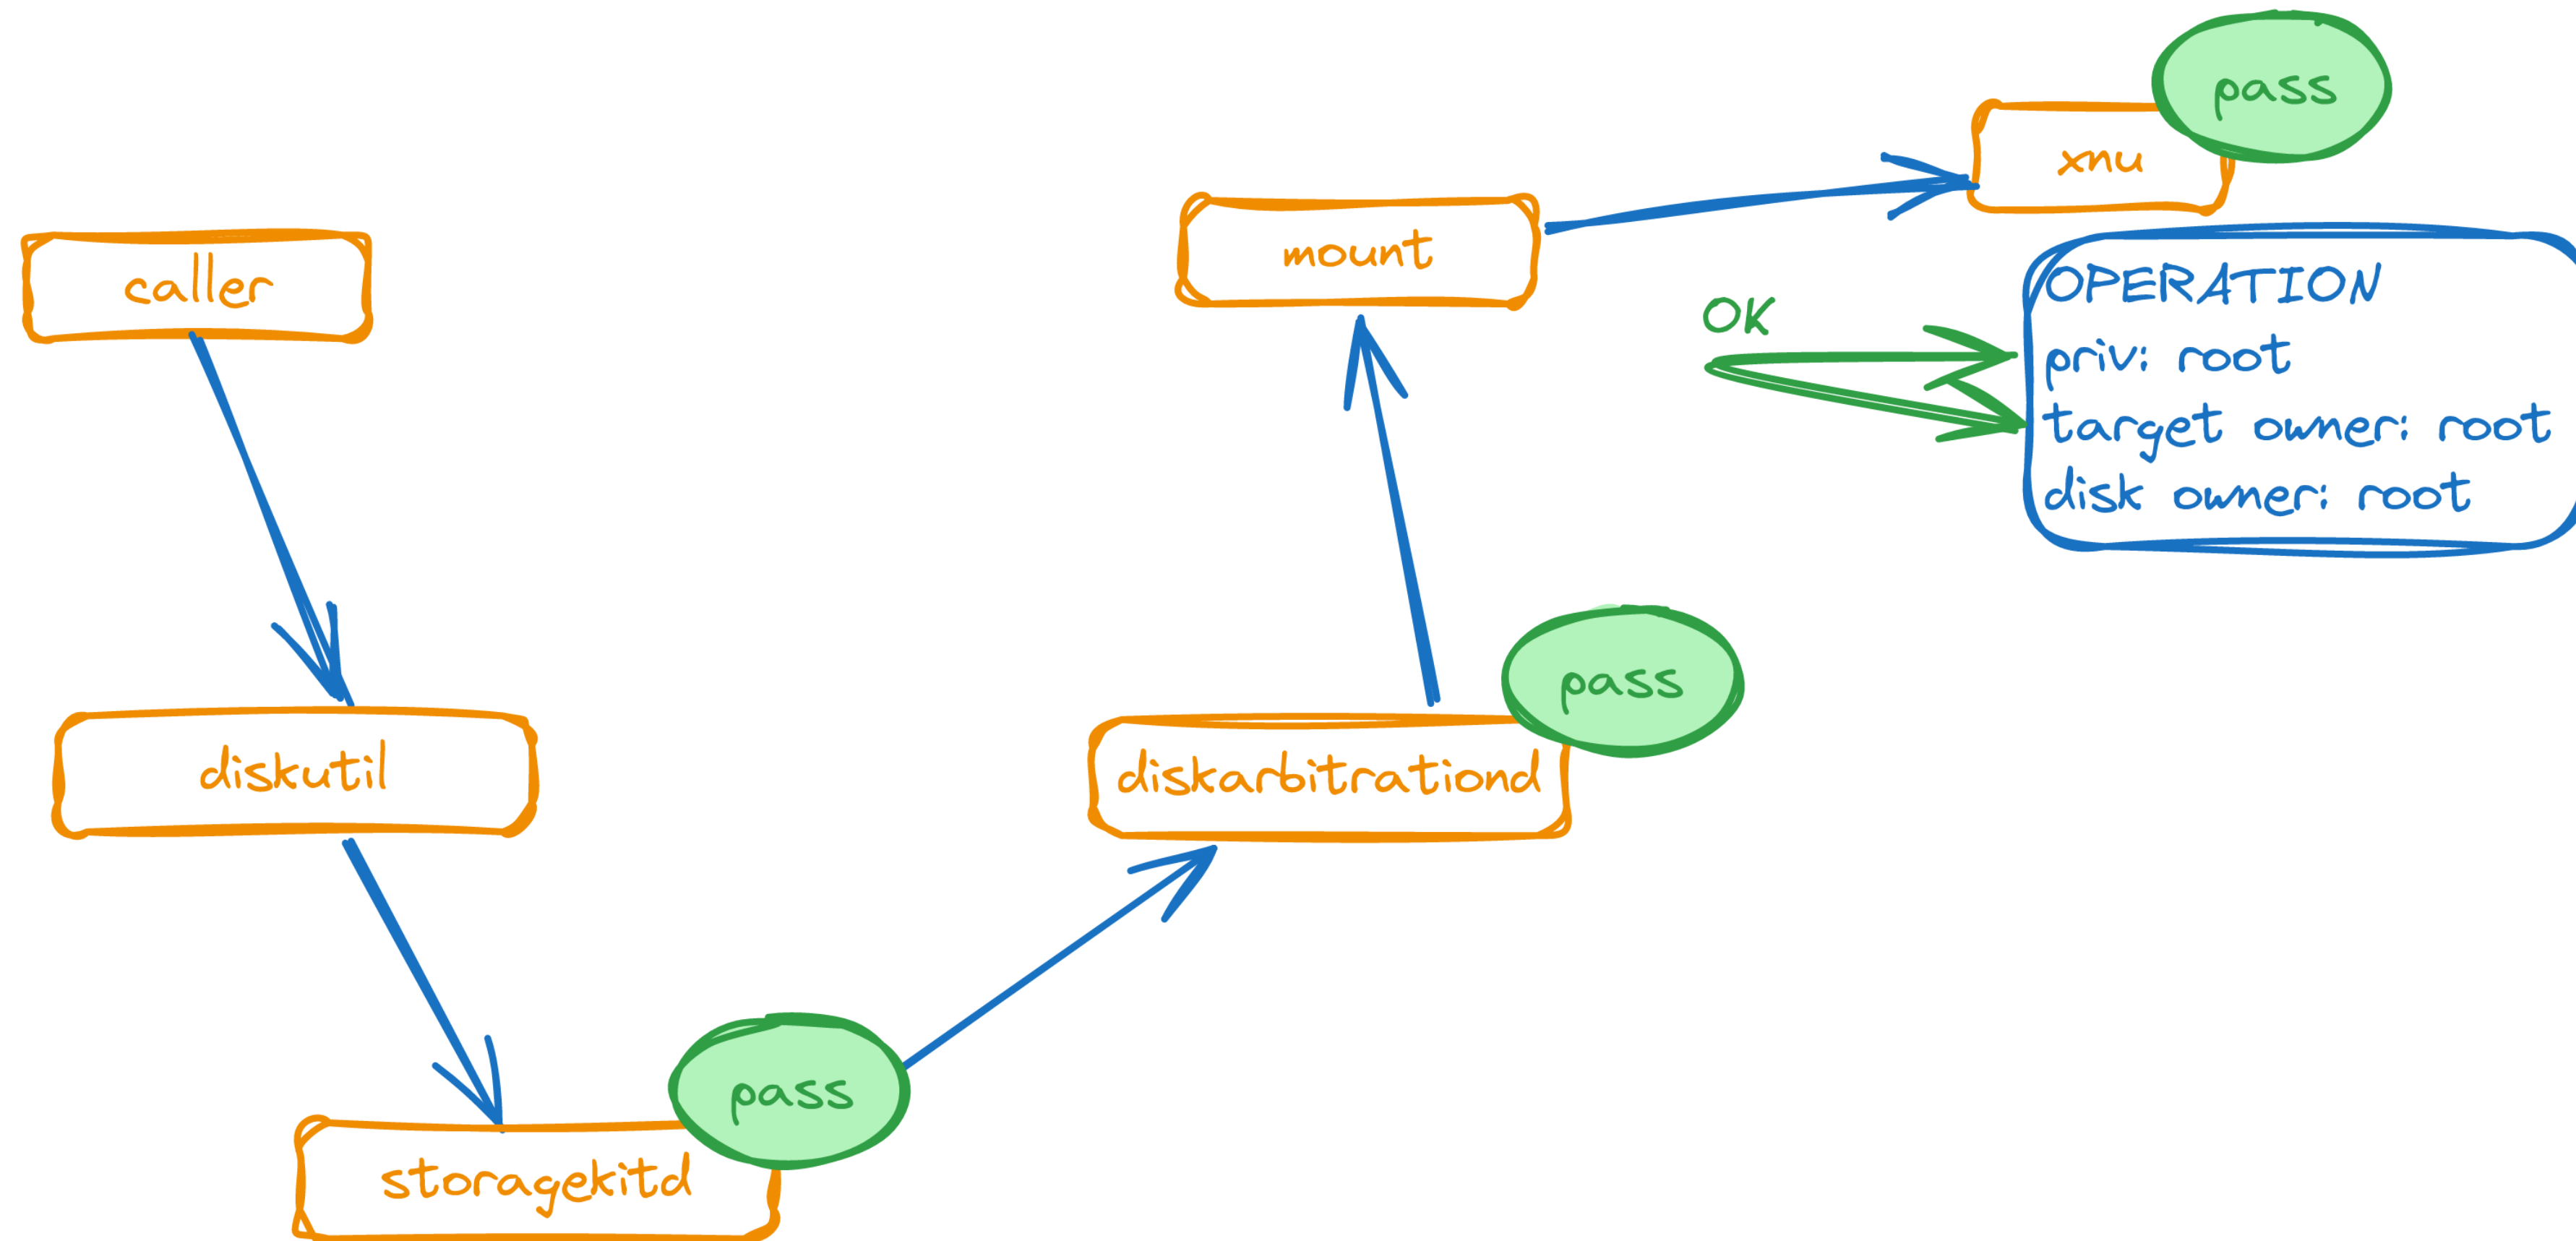 pass
xnu
caller
mount
OK
OPERATION
priv: root
target owner: root
disk owner: root
pass
diskutil
diskarbitrationd
pass
storagekitd